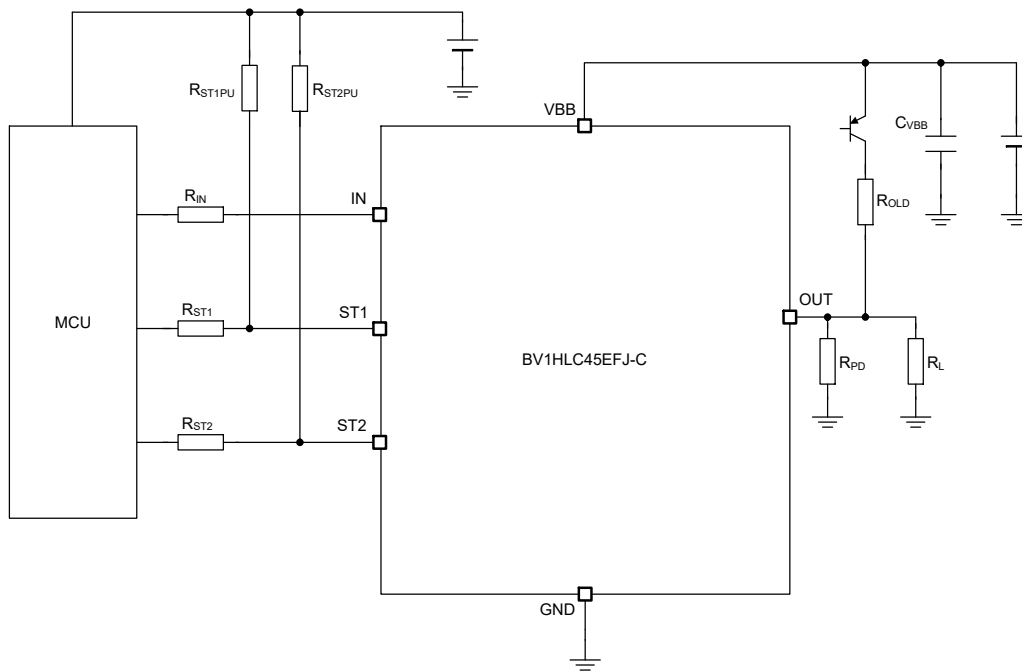 RST1PU
RST2PU
VBB
CVBB
RIN
IN
ROLD
OUT
MCU
RST1
ST1
BV1HLC45EFJ-C
RPD
RL
RST2
ST2
GND